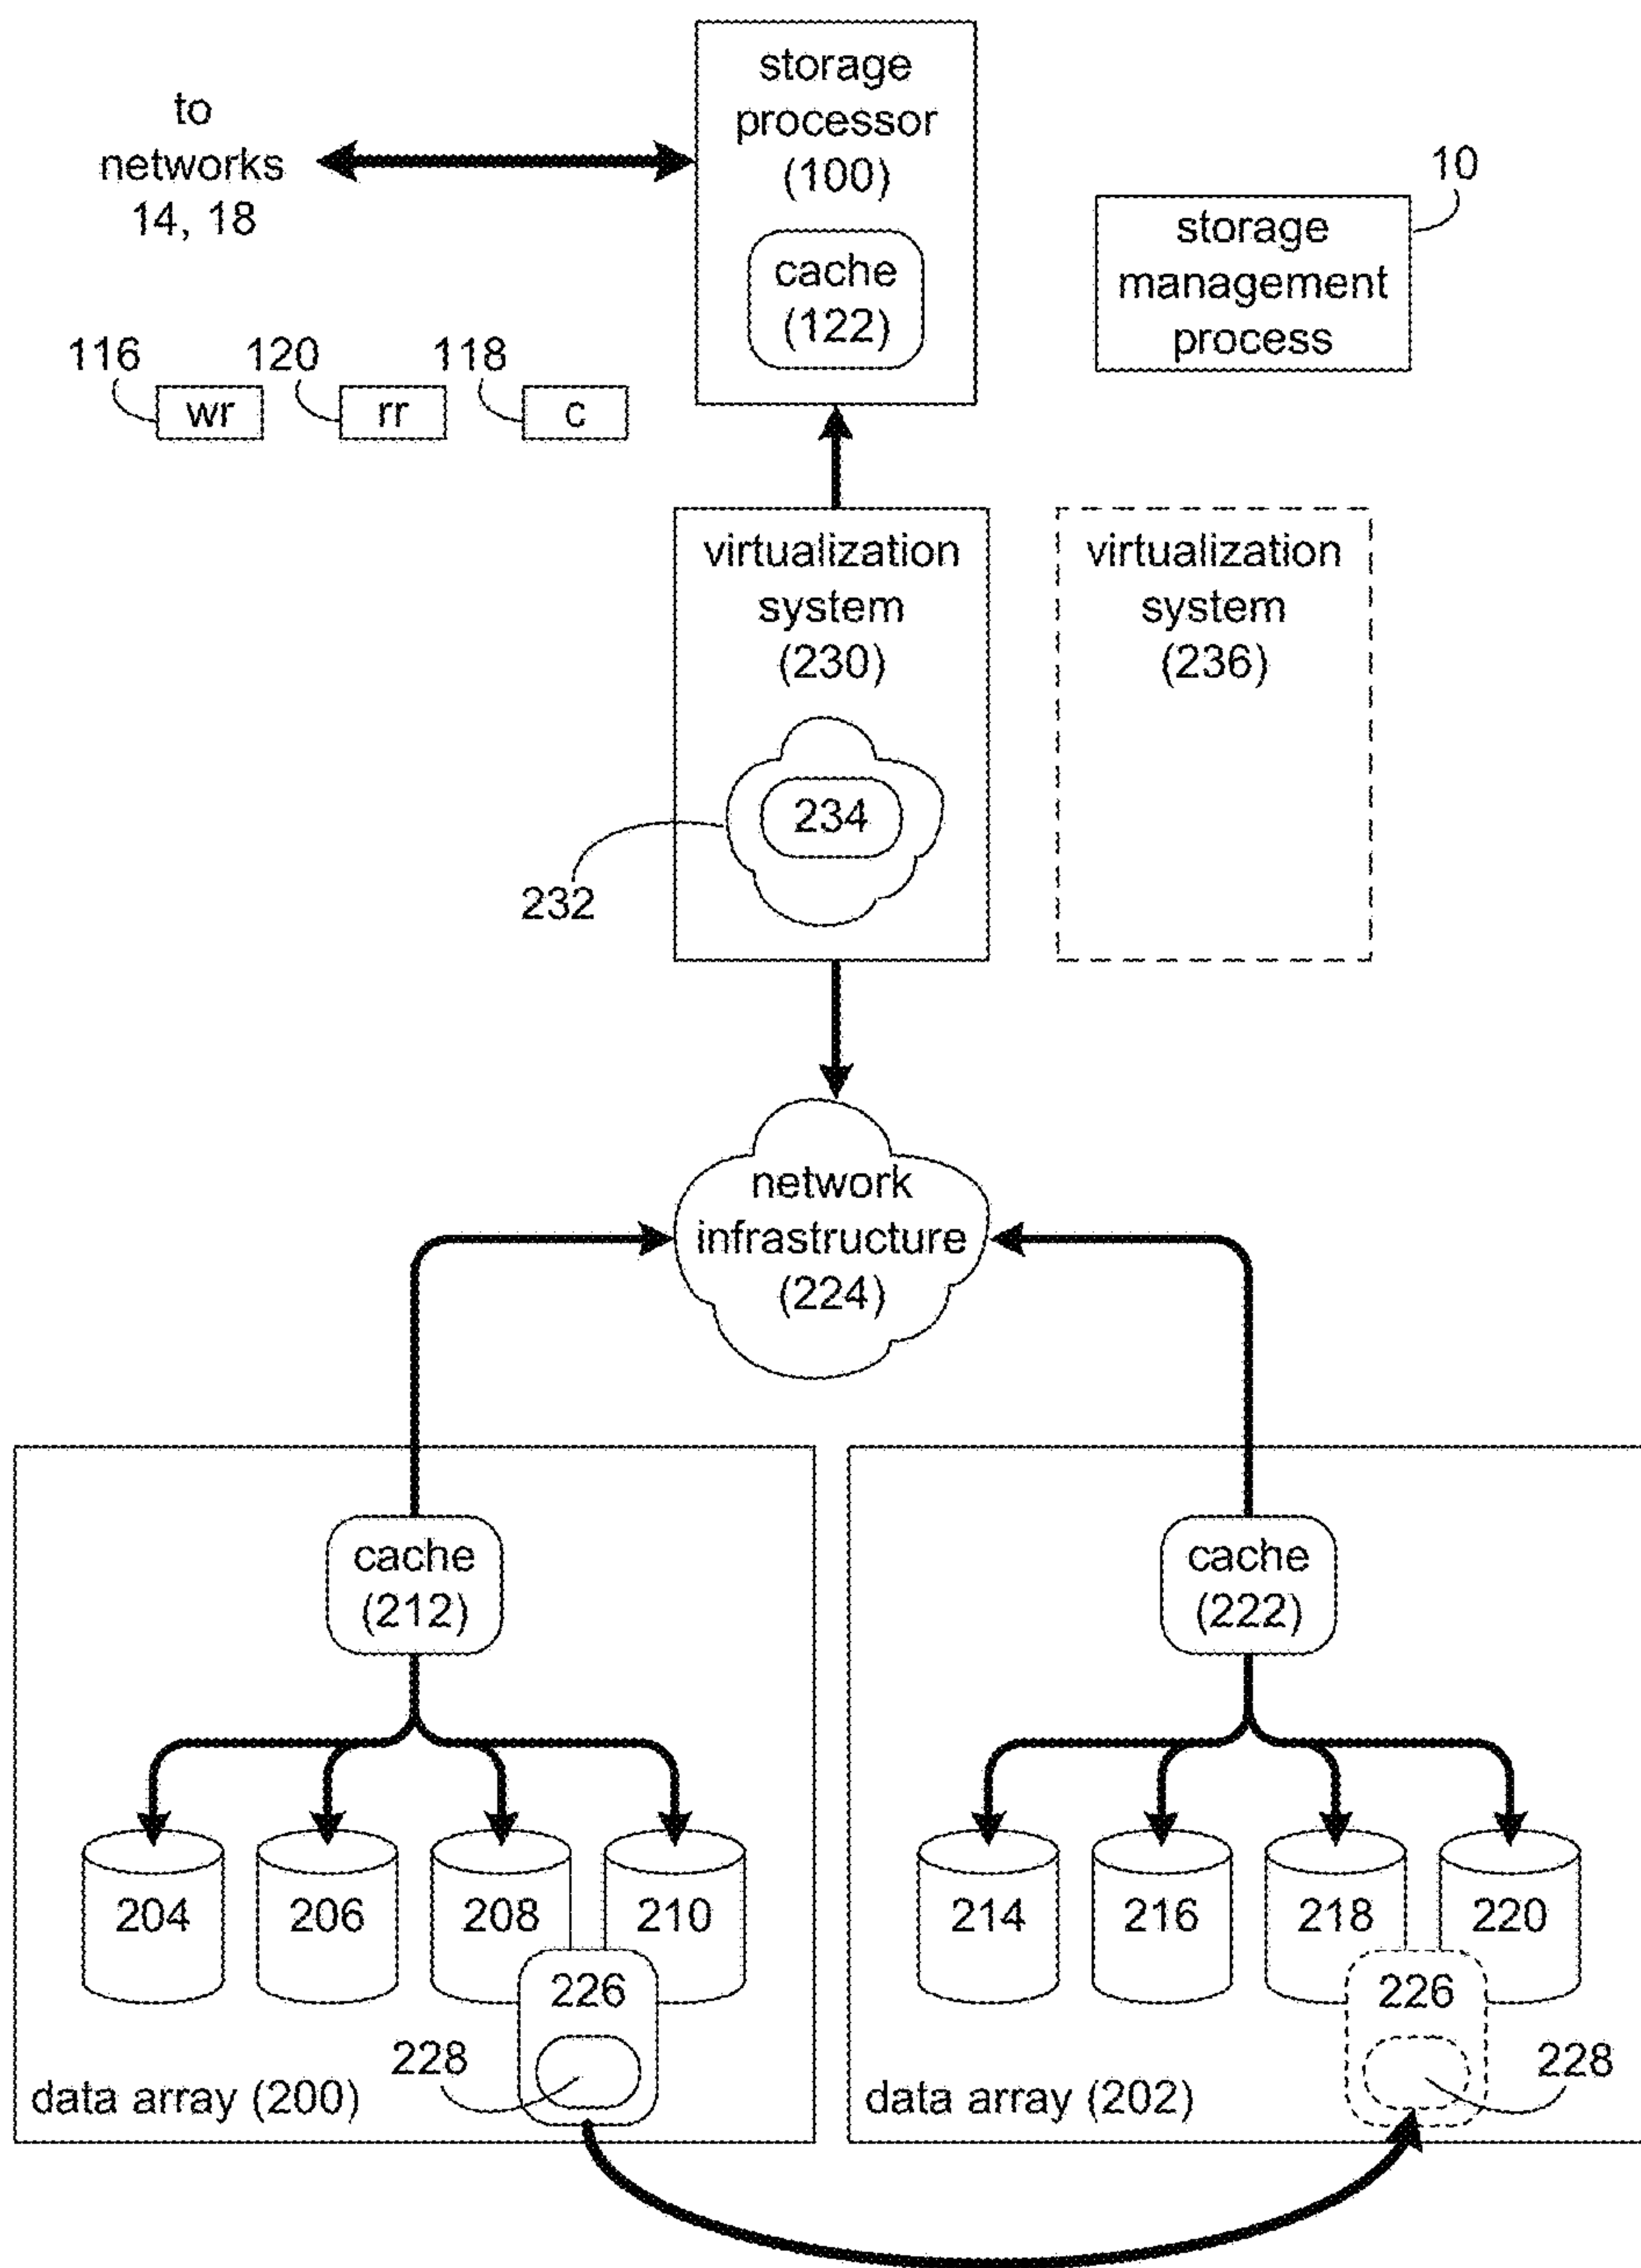 storage
processor
(100)
cache
(122)
to
networks
14, 18
10
storage
management
process
116
wr
120
rr
118
c
virtualization
system
(230)
234
232
virtualization
system
(236)
network
infrastructure
(224)
cache
(212)
204
206
208
210
226
228
data array (200)
cache
(222)
214
216
218
220
226
228
data array (202)